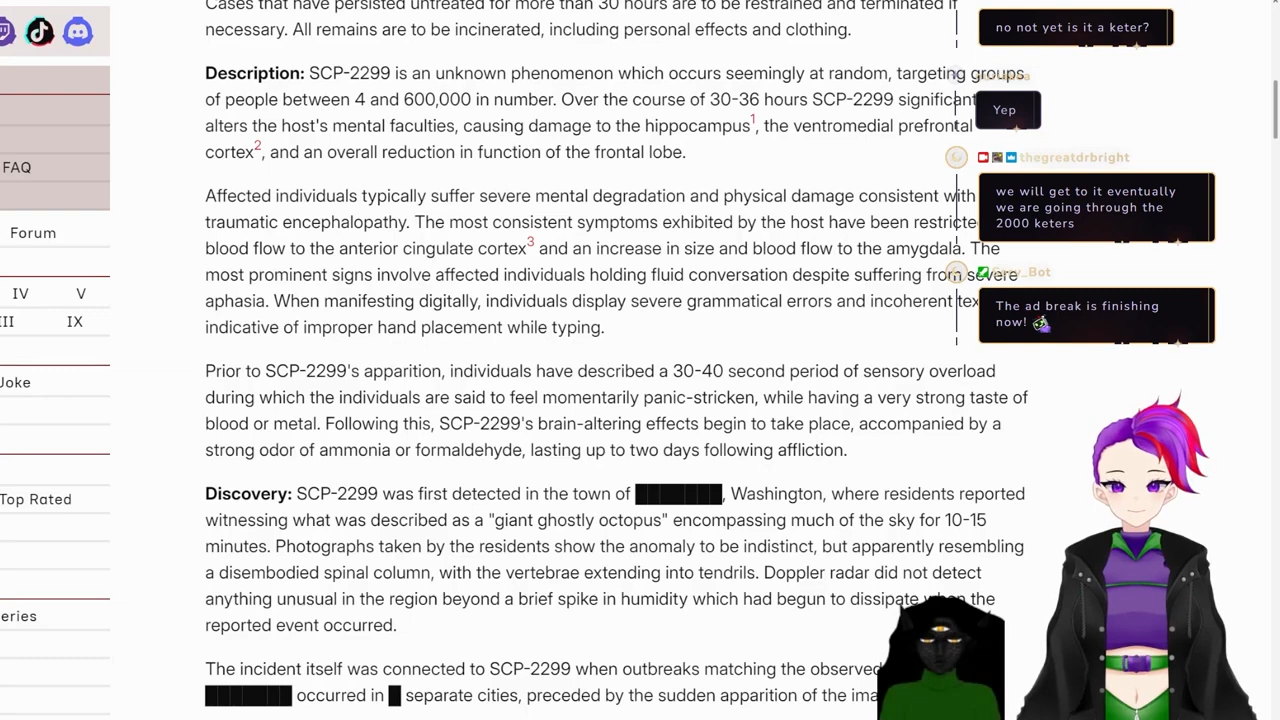 Cases that have persisted untreated for more than 30 hours are to be restrained and terminated if
necessary. All remains are to be incinerated, including personal effects and clothing.
Description: SCP-2299 is an unknown phenomenon which occurs seemingly at random, targeting groups
of people between 4 and 600,000 in number. Over the course of 30-36 hours SCP-2299 significant
alters the host's mental faculties, causing damage to the hippocampus1, the ventromedial prefrontal
cortex2, and an overall reduction in function of the frontal lobe.
Affected individuals typically suffer severe mental degradation and physical damage consistent with
traumatic encephalopathy. The most consistent symptoms exhibited by the host have been restricte
blood flow to the anterior cingulate cortex3 and an increase in size and blood flow to the amygdala. The
most prominent signs involve affected individuals holding fluid conversation despite suffering from severe
aphasia. When manifesting digitally, individuals display severe grammatical errors and incoherent tex
indicative of improper hand placement while typing.
Prior to SCP-2299's apparition, individuals have described a 30-40 second period of sensory overload
during which the individuals are said to feel momentarily panic-stricken, while having a very strong taste of
blood or metal. Following this, SCP-2299's brain-altering effects begin to take place, accompanied by a
strong odor of ammonia or formaldehyde, lasting up to two days following affliction.
Discovery: SCP-2299 was first detected in the town of ███████, Washington, where residents reported
witnessing what was described as a "giant ghostly octopus" encompassing much of the sky for 10-15
minutes. Photographs taken by the residents show the anomaly to be indistinct, but apparently resembling
a disembodied spinal column, with the vertebrae extending into tendrils. Doppler radar did not detect
anything unusual in the region beyond a brief spike in humidity which had begun to dissipate when the
reported event occurred.
The incident itself was connected to SCP-2299 when outbreaks matching the observed
███████ occurred in █ separate cities, preceded by the sudden apparition of the ima
FAQ
Forum
IV V
III IX
Joke
Top Rated
eries
no not yet is it a keter?
Yep
thegreatdrbright
we will get to it eventually
we are going through the
2000 keters
_Bot
The ad break is finishing
now!